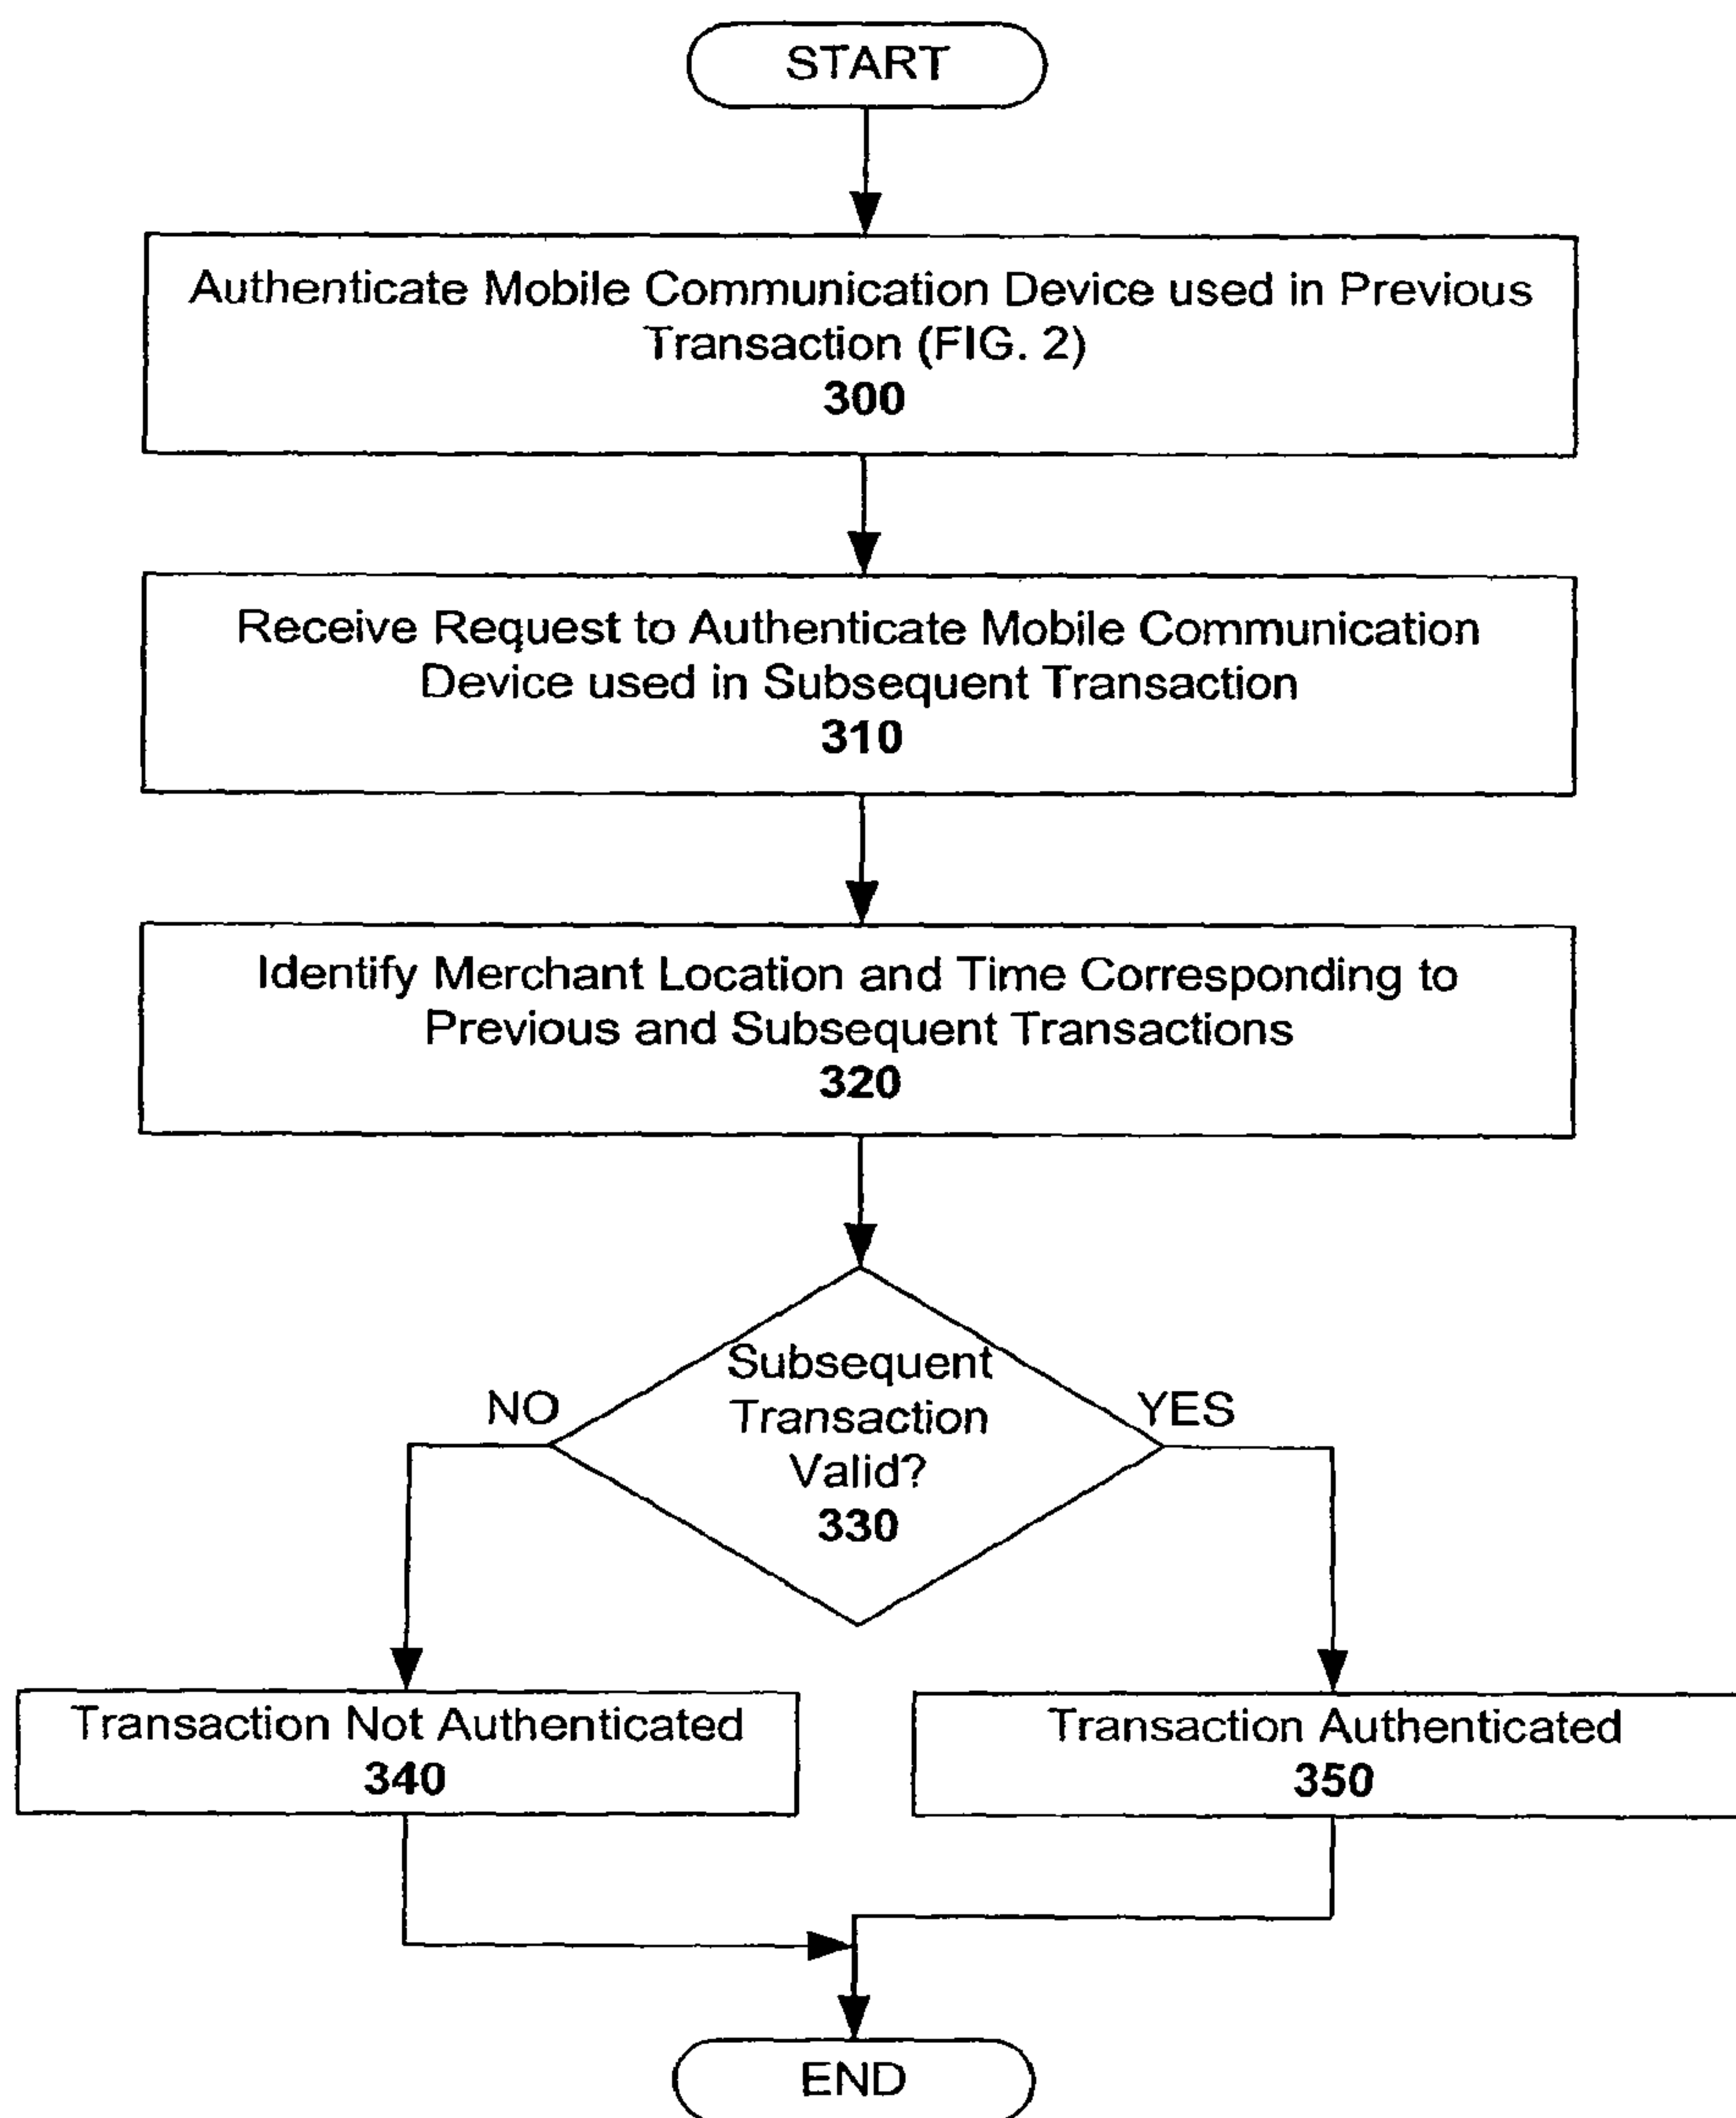 START
Authenticate Mobile Communication Device used in Previous
Transaction (FIG. 2)
300
Receive Request to Authenticate Mobile Communication
Device used in Subsequent Transaction
310
Identify Merchant Location and Time Corresponding to
Previous and Subsequent Transactions
320
Subsequent
Transaction
Valid?
330
NO
YES
Transaction Not Authenticated
340
Transaction Authenticated
350
END